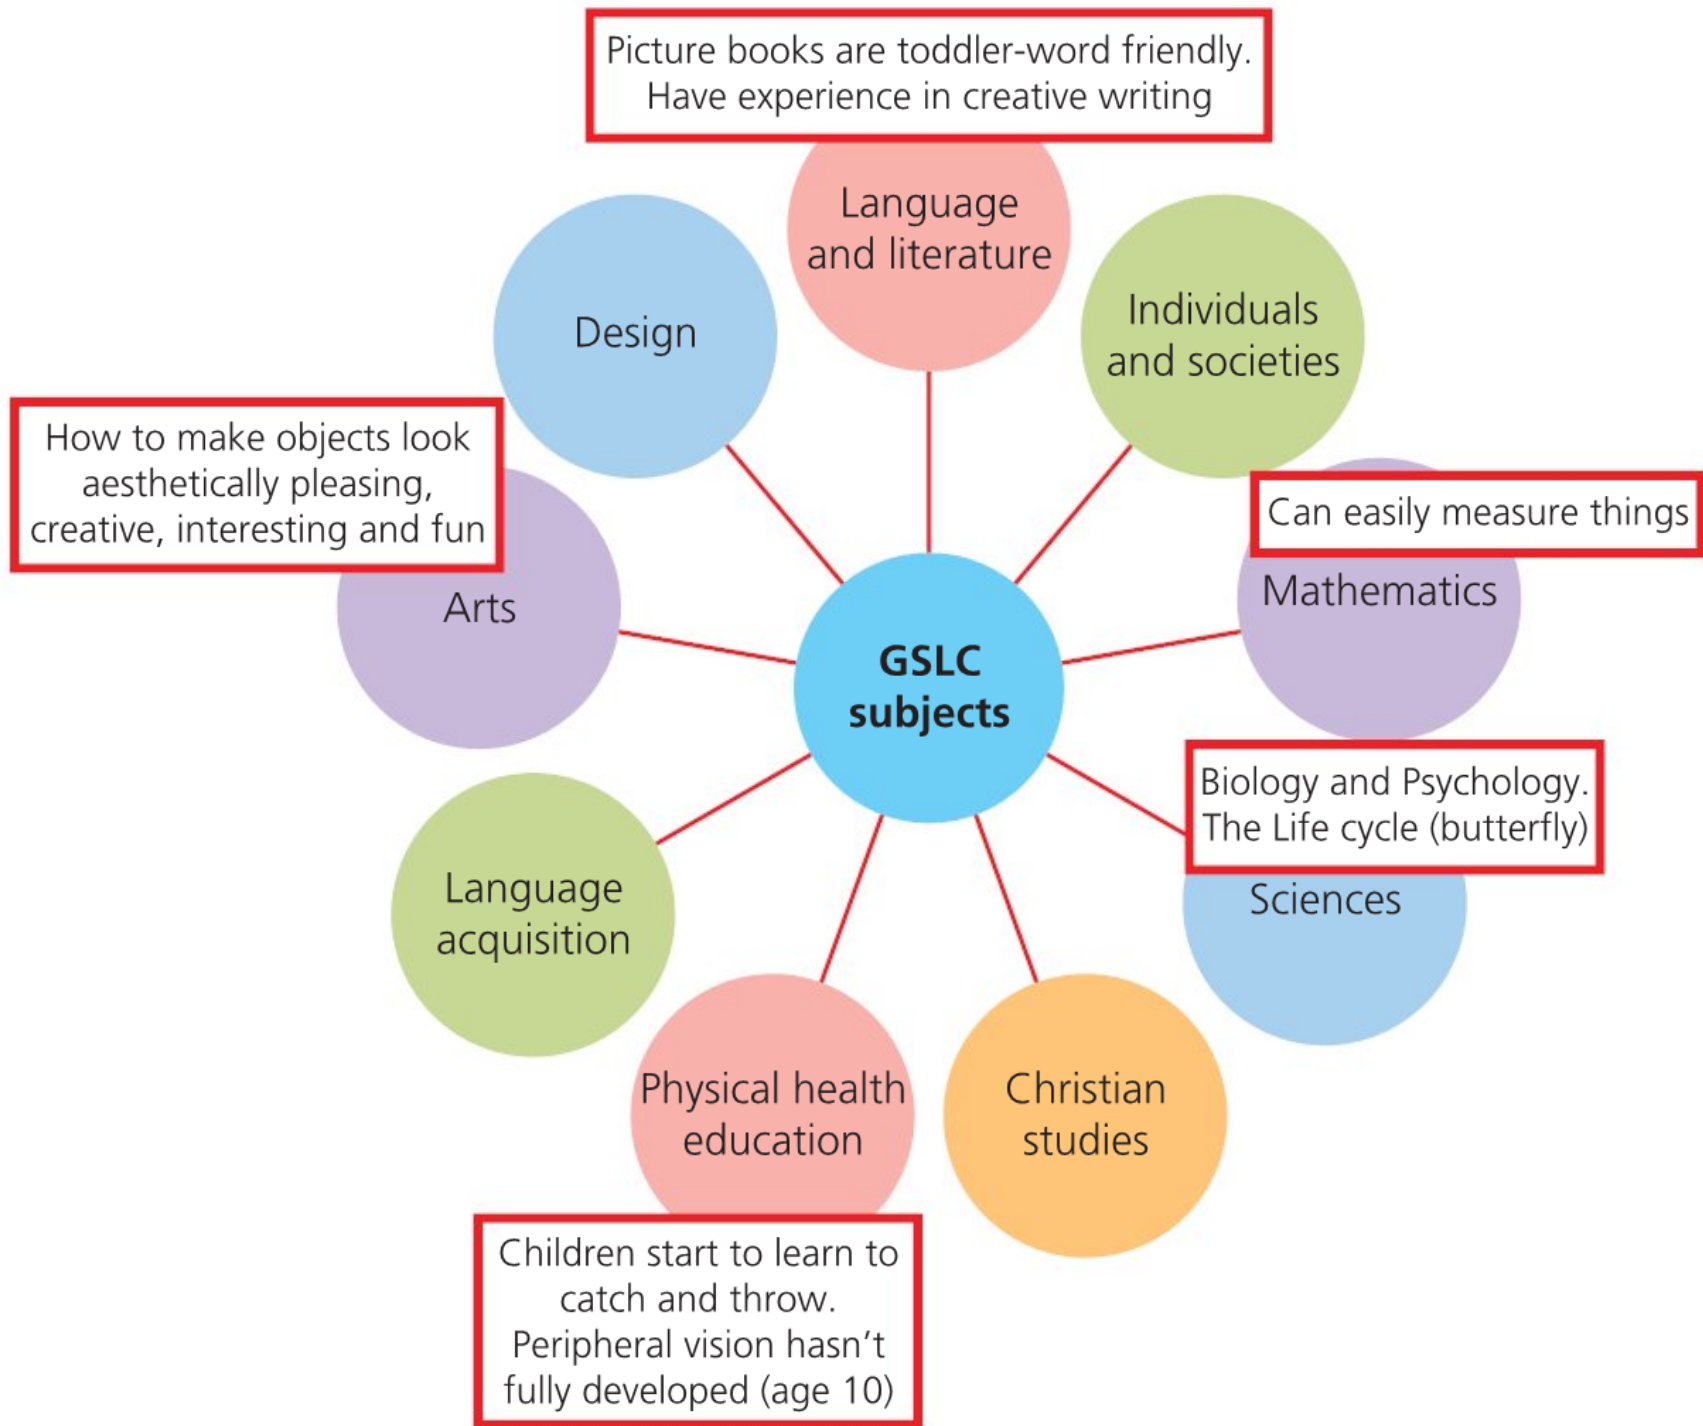 Picture books are toddler-word friendly.
Have experience in creative writing
Language
and literature
Individuals
and societies
Design
How to make objects look
aesthetically pleasing,
creative, interesting and fun
Can easily measure things
Arts
Mathematics
GSLC
subjects
Biology and Psychology.
The Life cycle (butterfly)
Sciences
Language
acquisition
Physical health
education
Christian
studies
Children start to learn to
catch and throw.
Peripheral vision hasn't
fully developed (age 10)